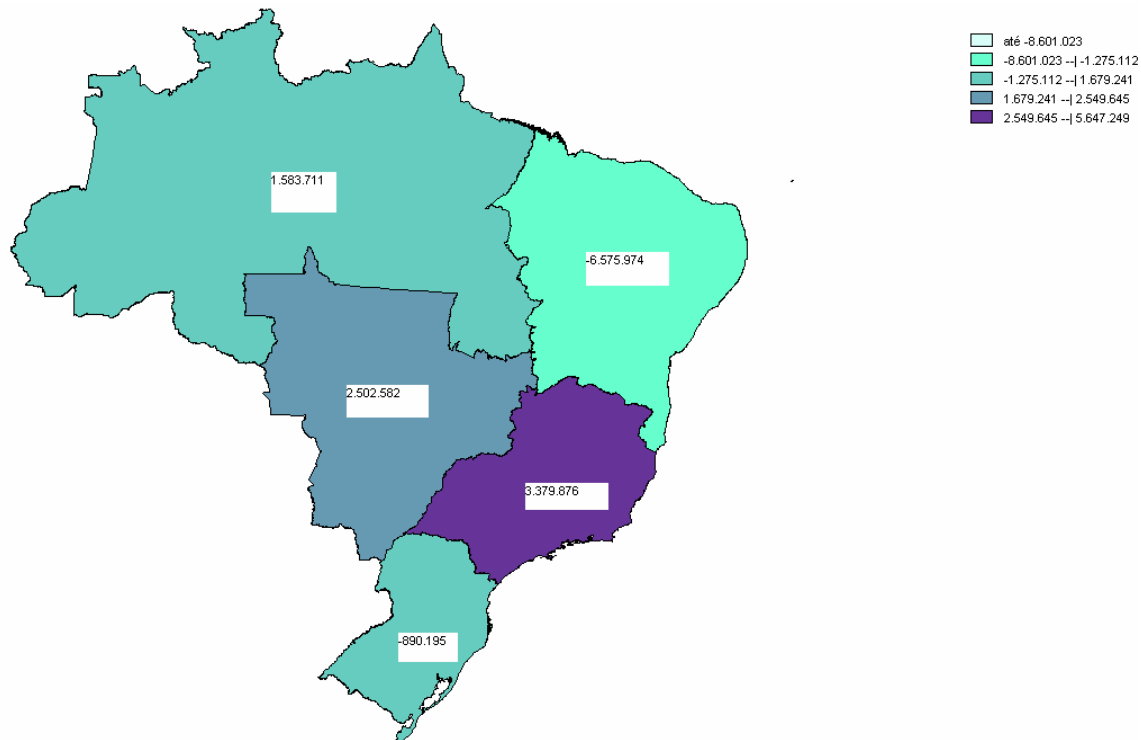 até -8.601.023
-8.601.023 --| -1.275.112
-1.275.112 --| 1.679.241
1.679.241 --| 2.549.645
2.549.645 --| 5.647.249
1.583.711
-6.575.974
2.502.582
3.379.876
-890.195